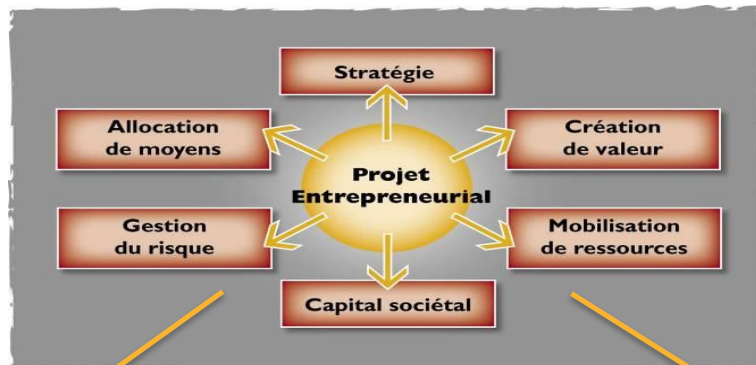 Stratégie
Allocation
de moyens
Création
de valeur
Projet
Entrepreneurial
Gestion
du risque
Mobilisation
de ressources
Capital sociétal